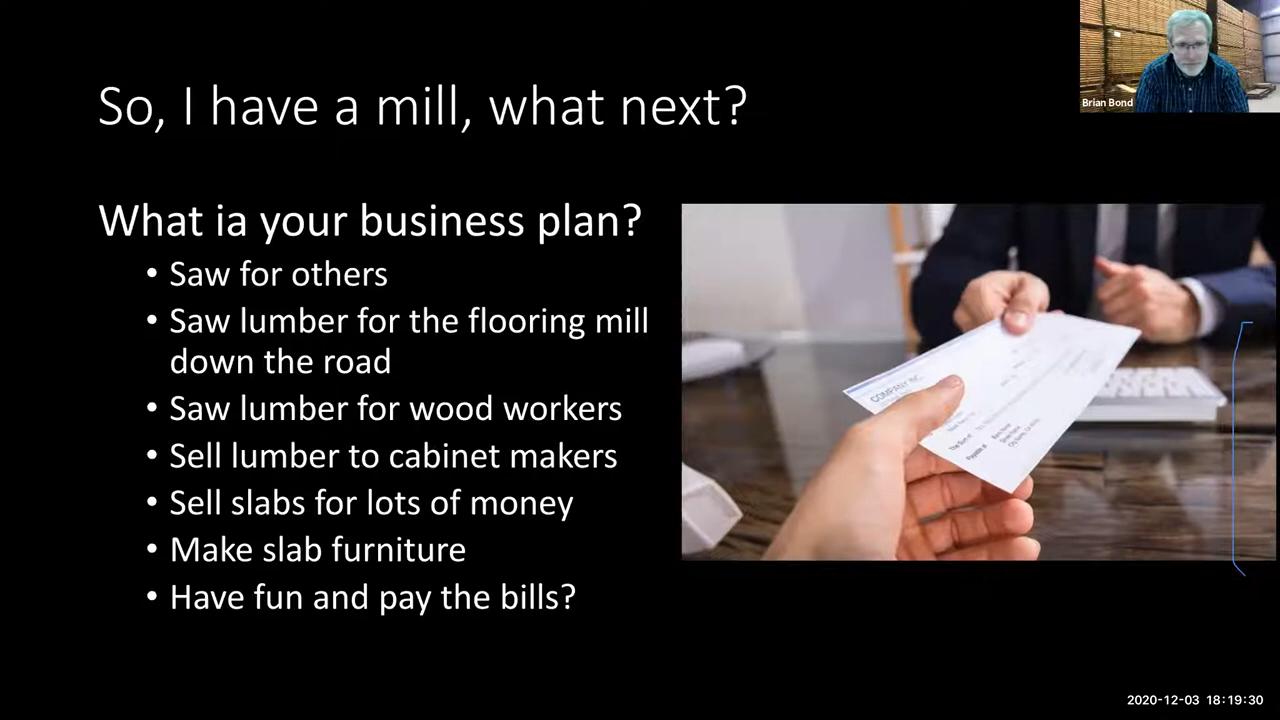 Brian Bond
So, I have a mill, what next?
What ia your business plan?
• Saw for others
• Saw lumber for the flooring mill
down the road
• Saw lumber for wood workers
• Sell lumber to cabinet makers
• Sell slabs for lots of money
• Make slab furniture
• Have fun and pay the bills?
COMPANY INC.
2020-12-03 18:19:30